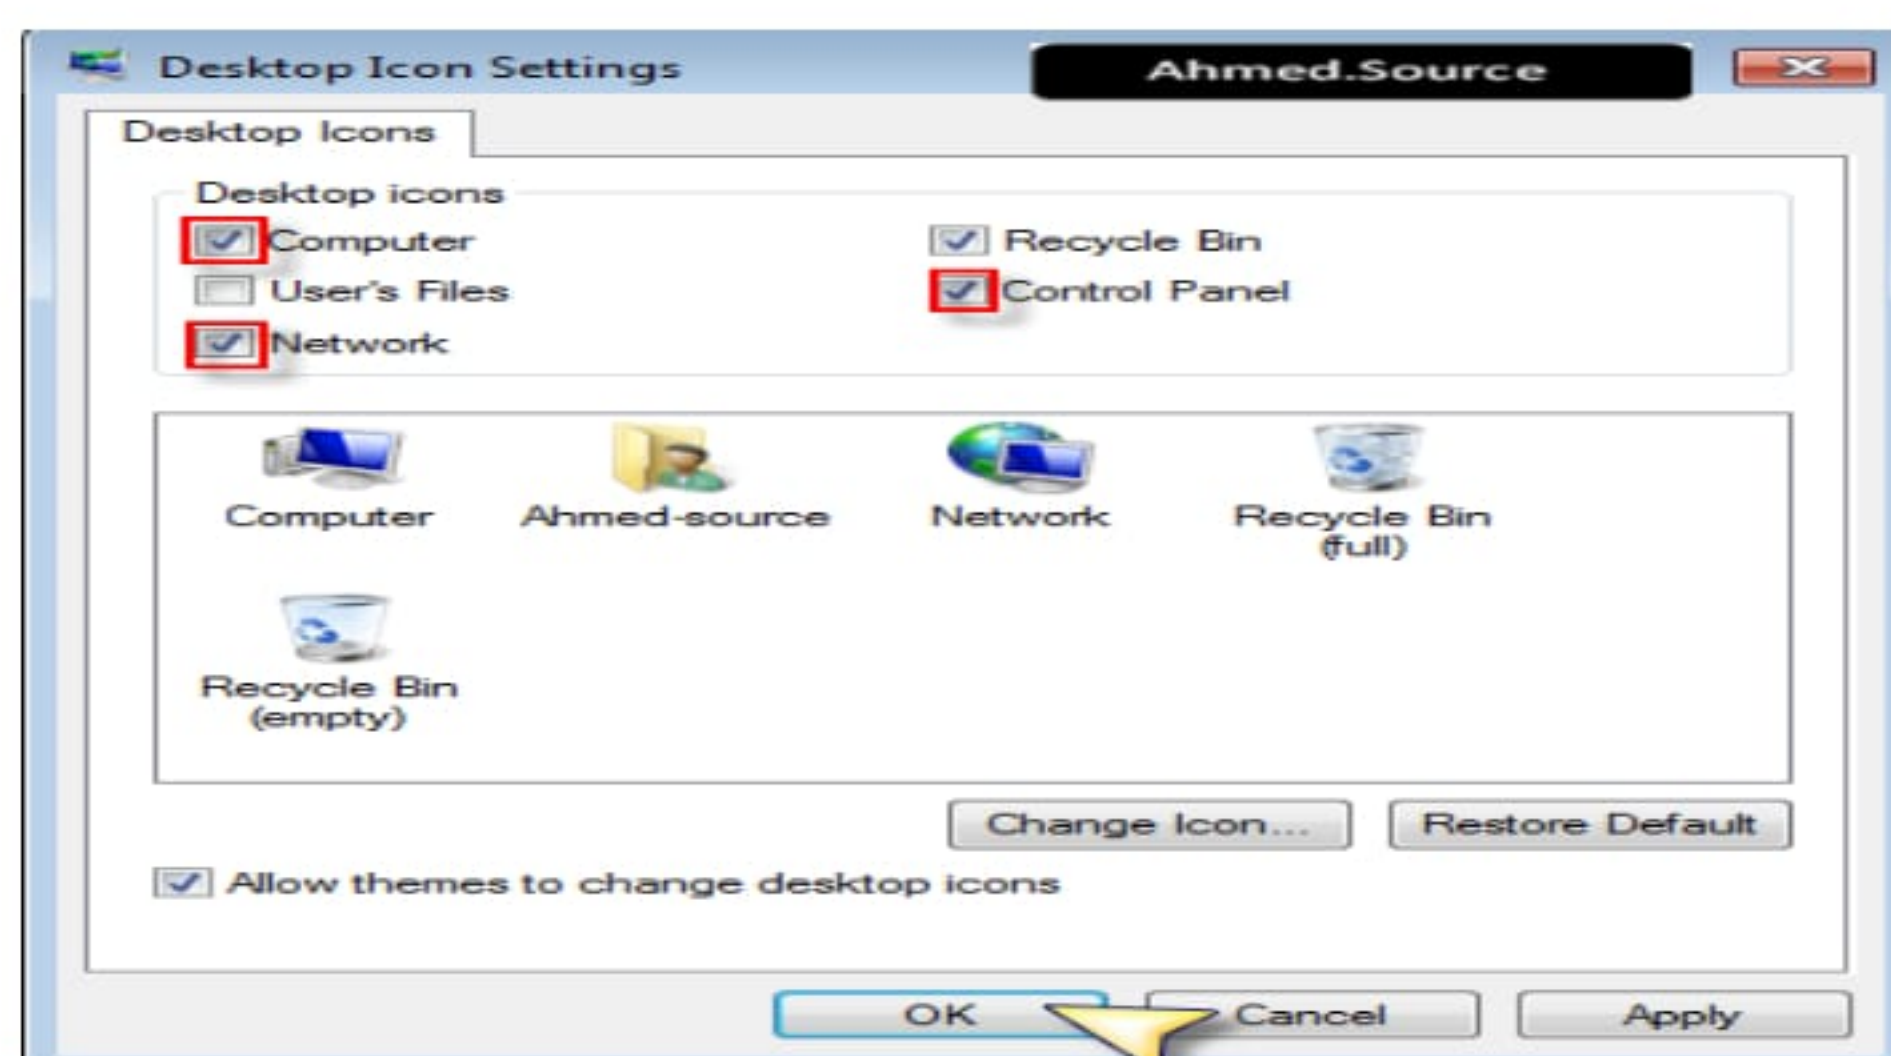 Desktop Icon Settings
Ahmed.Source
Desktop Icons
Desktop icons
Computer
Recycle Bin
User's Files
Control Panel
Network
Computer
Ahmed-source
Network
Recycle Bin
(full)
Recycle Bin
(empty)
Change Icon...
Restore Default
Allow themes to change desktop icons
OK
Cancel
Apply